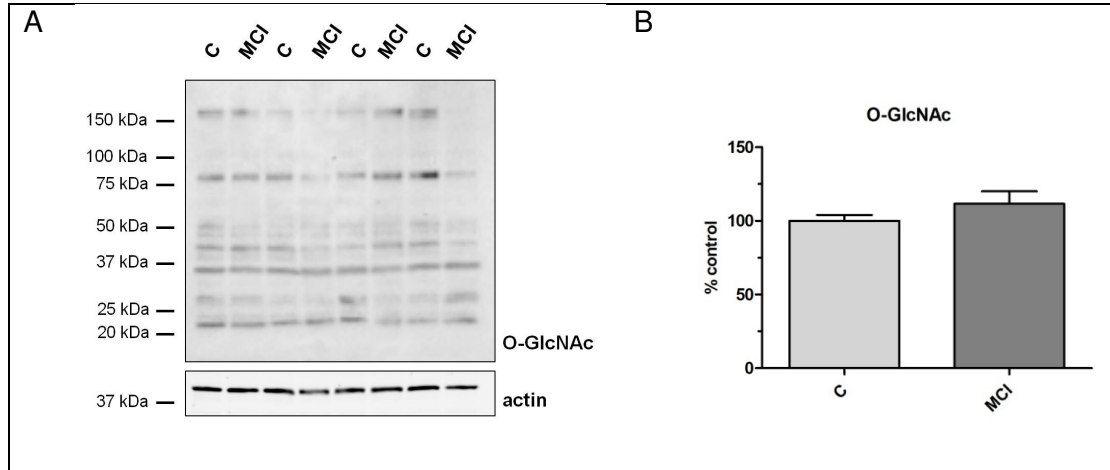 A
B
C MCI C MCI C MCI C MCI
150 kDa
100 kDa
75 kDa
50 kDa
37 kDa
25 kDa
20 kDa
O-GlcNAc
37 kDa
actin
O-GlcNAc
% control
150
100
50
0
C
MCI